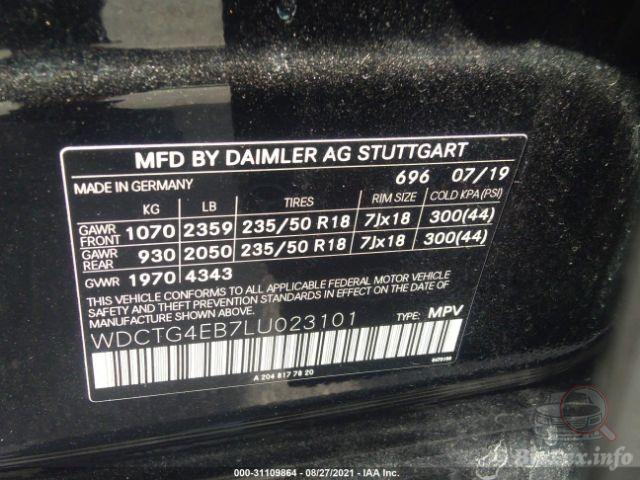 MFD BY DAIMLER AG STUTTGART
MADE IN GERMANY 696 07/19
KG LB TIRES RIM SIZE COLD KPA (PSI)
GAWR FRONT 1070 2359 235/50 R18 7Jx18 300(44)
GAWR REAR 930 2050 235/50 R18 7Jx18 300(44)
GVWR 1970 4343
THIS VEHICLE CONFORMS TO ALL APPLICABLE FEDERAL MOTOR VEHICLE
SAFETY AND THEFT PREVENTION STANDARDS IN EFFECT ON THE DATE OF
MANUFACTURE SHOWN ABOVE.
WDCTG4EB7LU023101 TYPE: MPV
A 204 817 78 20
000-31109864 - 08/27/2021 - IAA Inc.